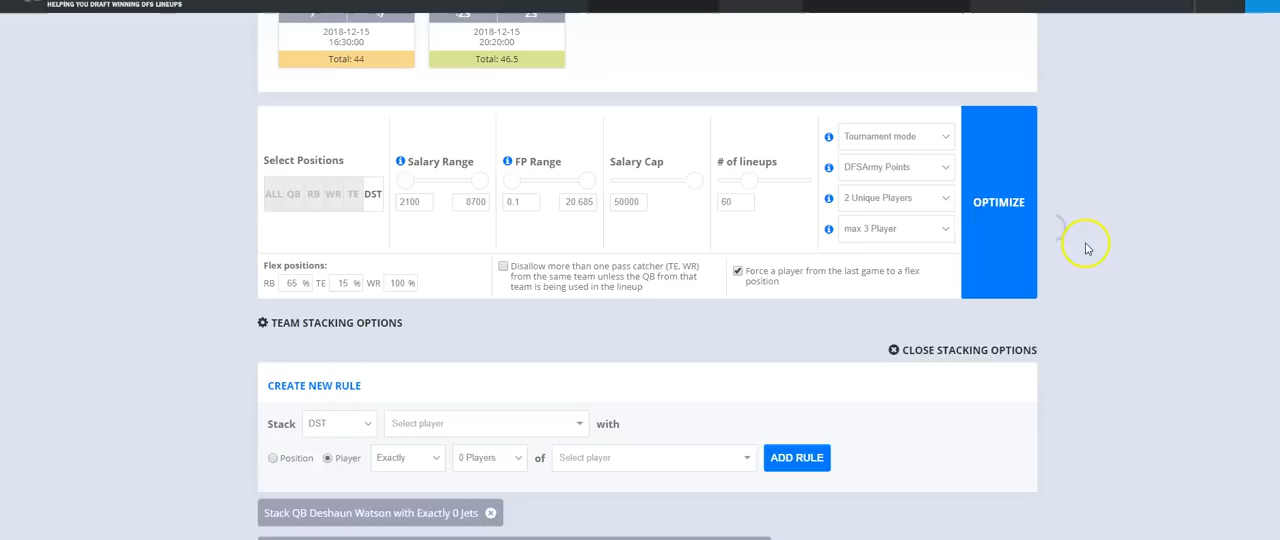 HELPING YOU DRAFT WINNING DFS LINEUPS
2018-12-15
16:30:00
Total: 44
2018-12-15
20:20:00
Total: 46.5
Select Positions
ALL QB RB WR TE DST
Salary Range
2100 8700
FP Range
0.1 20.685
Salary Cap
50000
# of lineups
60
Tournament mode
DFSArmy Points
2 Unique Players
max 3 Player
OPTIMIZE
Flex positions:
RB 65 % TE 15 % WR 100 %
Disallow more than one pass catcher (TE, WR)
from the same team unless the QB from that
team is being used in the lineup
Force a player from the last game to a flex
position
TEAM STACKING OPTIONS
CLOSE STACKING OPTIONS
CREATE NEW RULE
Stack DST Select player with
Position Player Exactly 0 Players of Select player ADD RULE
Stack QB Deshaun Watson with Exactly 0 Jets